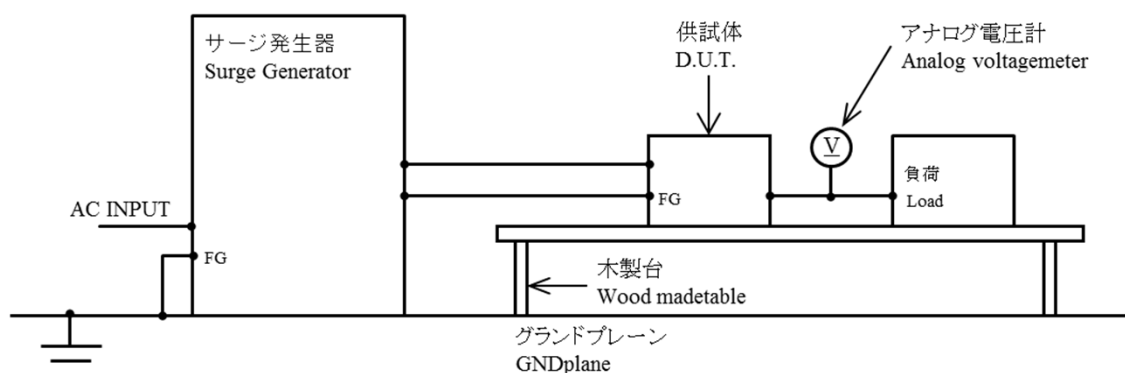 サージ発生器
Surge Generator
供試体
D.U.T.
アナログ電圧計
Analog voltagemeter
V
負荷
Load
FG
AC INPUT
FG
木製台
Wood madetable
グランドプレーン
GNDplane